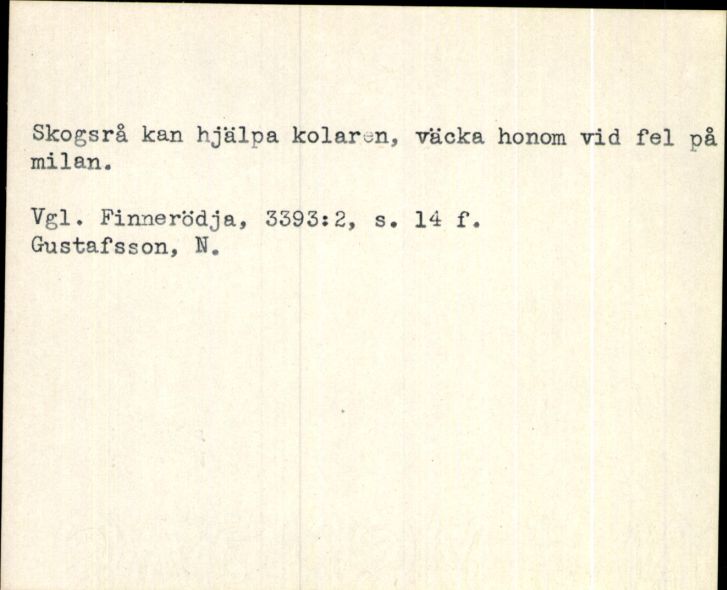 Skogsrå kan hjälpa kolaren, väcka honom vid fel på
milan.
Vgl. Finnerödja, 3393:2, s. 14 f.
Gustafsson, N.